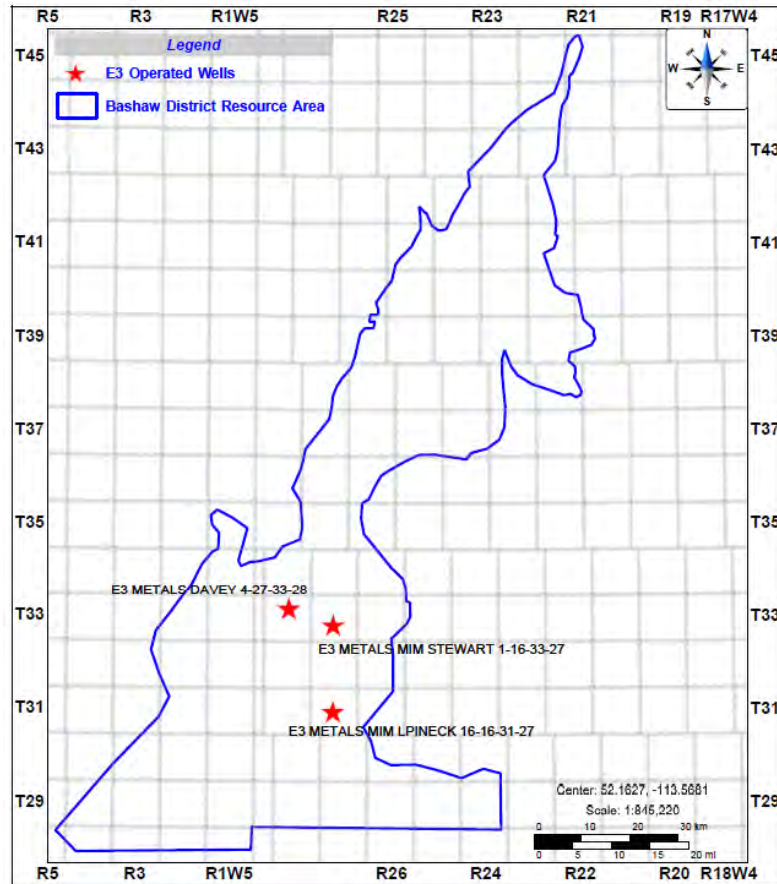 R5 R3 R1W5 R25 R23 R21 R19 R17W4
Legend
E3 Operated Wells
Bashaw District Resource Area
N
W E
S
T45 T45
T43 T43
T41 T41
T39 T39
T37 T37
T35 T35
E3 METALS DAVEY 4-27-33-28
T33 T33
E3 METALS MIM STEWART 1-16-33-27
T31 T31
E3 METALS MIM LPINECK 16-16-31-27
T29 T29
Center: 52.1627, -113.5681
Scale: 1:845,220
0 10 20 30 km
0 5 10 15 20 mi
R5 R3 R1W5 R26 R24 R22 R20 R18W4